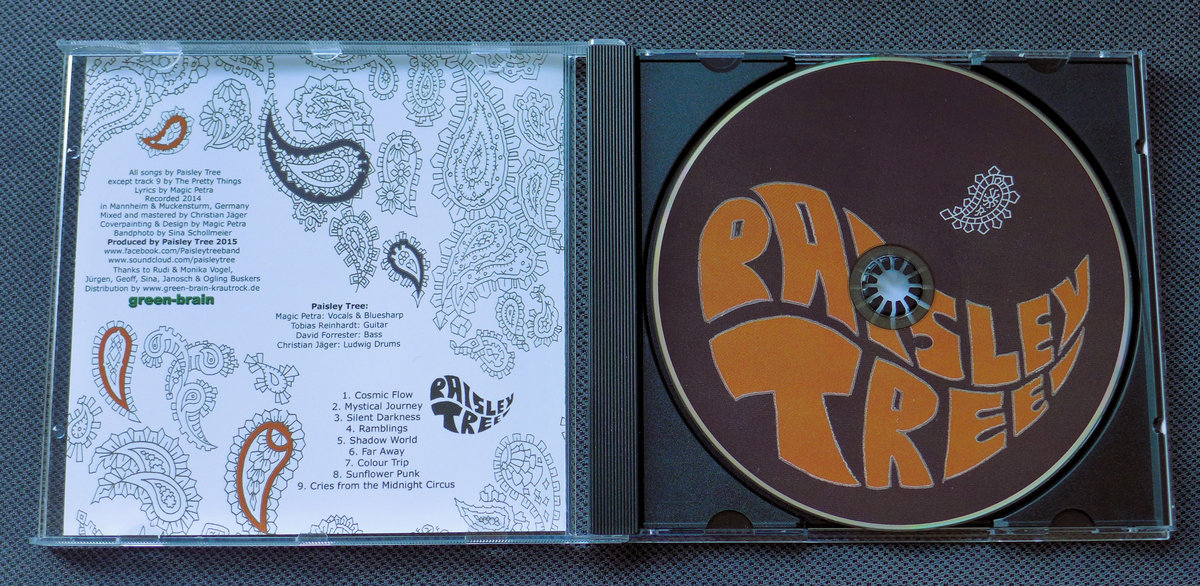 All songs by Paisley Tree
except track 9 by The Pretty Things
Lyrics by Magic Petra
Recorded 2014
in Mannheim & Muckensturm, Germany
Mixed and mastered by Christian Jäger
Coverpainting & Design by Magic Petra
Bandphoto by Sina Schollmeier
Produced by Paisley Tree 2015
www.facebook.com/Paisleytreeband
www.soundcloud.com/paisleytree
Thanks to Rudi & Monika Vogel,
Jürgen, Geoff, Sina, Janosch & Ogling Buskers
Distribution by www.green-brain-krautrock.de
green-brain
Paisley Tree:
Magic Petra: Vocals & Bluesharp
Tobias Reinhardt: Guitar
David Forrester: Bass
Christian Jäger: Ludwig Drums
1. Cosmic Flow
2. Mystical Journey
3. Silent Darkness
4. Ramblings
5. Shadow World
6. Far Away
7. Colour Trip
8. Sunflower Punk
9. Cries from the Midnight Circus
PAISLEY
TREE
PAISLEY
TREE